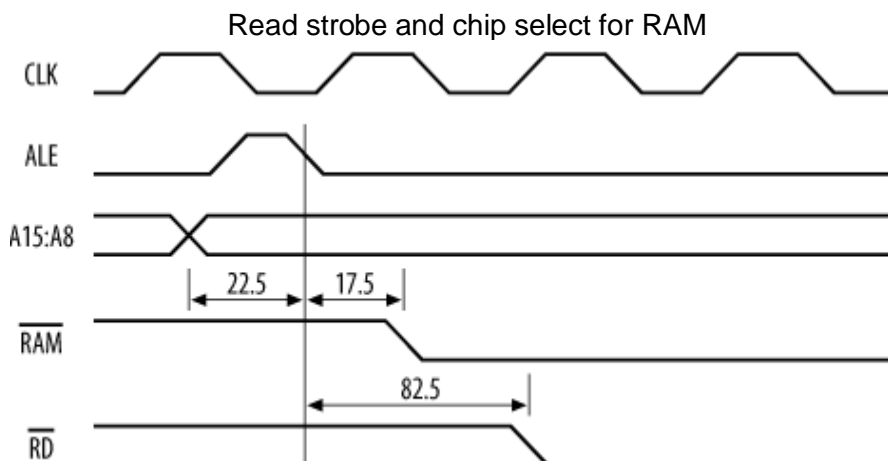 Read strobe and chip select for RAM
CLK
ALE
A15:A8
22.5 17.5
RAM
82.5
RD